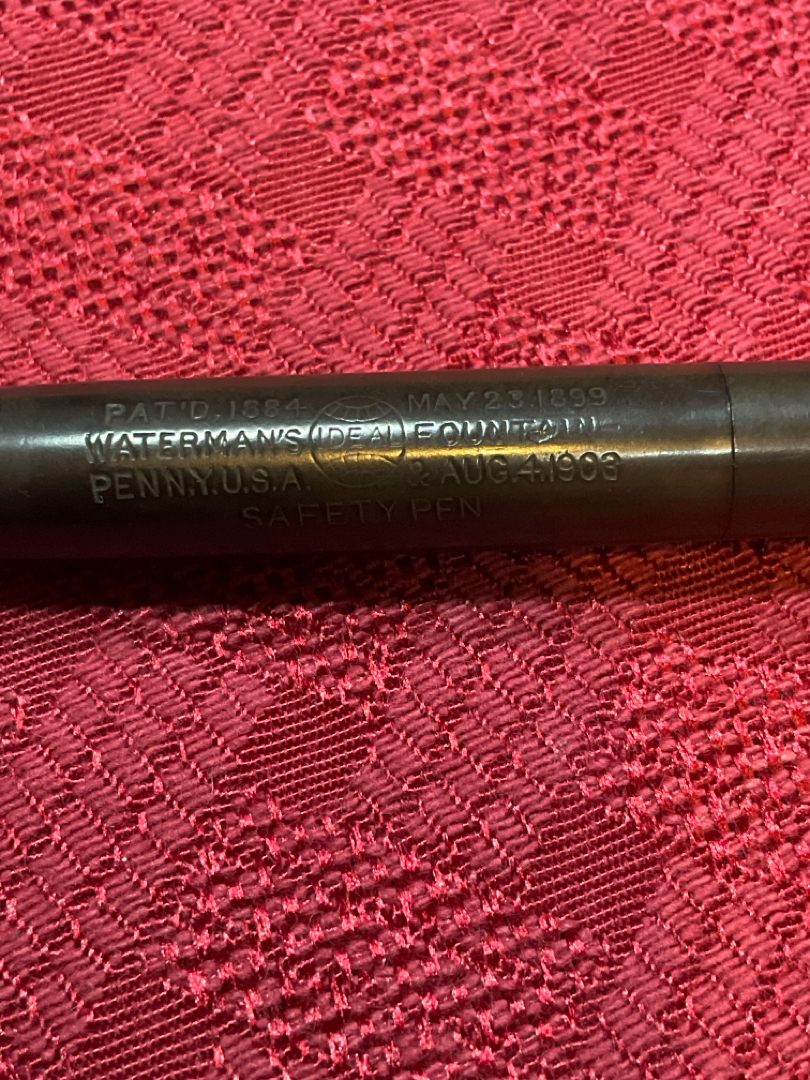 PAT'D.1884 MAY 23.1899
WATERMAN'S IDEAL FOUNTAIN
PEN N.Y.U.S.A. & AUG.4.1903
SAFETY PEN